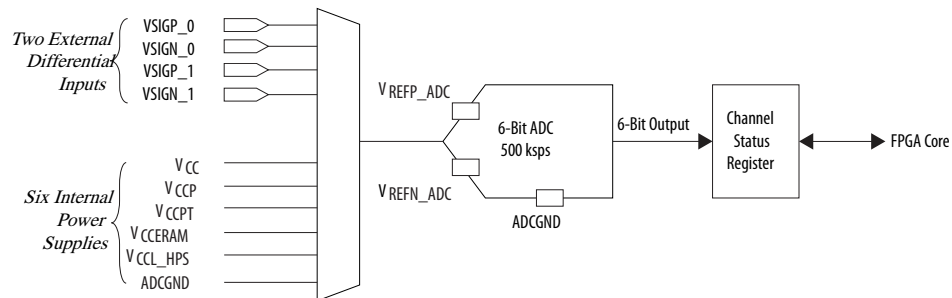 Two External
Differential
Inputs
VSIGP_0
VSIGN_0
VSIGP_1
VSIGN_1
Six Internal
Power
Supplies
VCC
VCCP
VCCPT
VCCERAM
VCCL_HPS
ADCGND
VREFP_ADC
VREFN_ADC
6-Bit ADC
500 ksps
ADCGND
6-Bit Output
Channel
Status
Register
FPGA Core